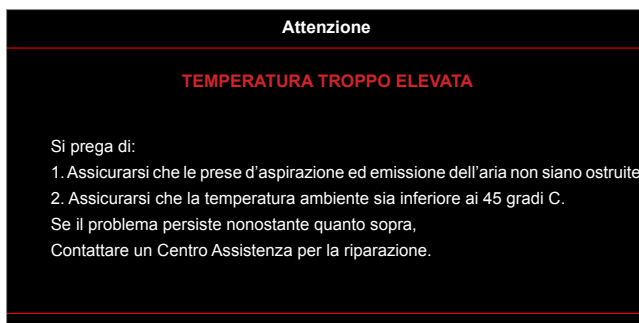 Attenzione
TEMPERATURA TROPPO ELEVATA
Si prega di:
1. Assicurarsi che le prese d'aspirazione ed emissione dell'aria non siano ostruite
2. Assicurarsi che la temperatura ambiente sia inferiore ai 45 gradi C.
Se il problema persiste nonostante quanto sopra,
Contattare un Centro Assistenza per la riparazione.